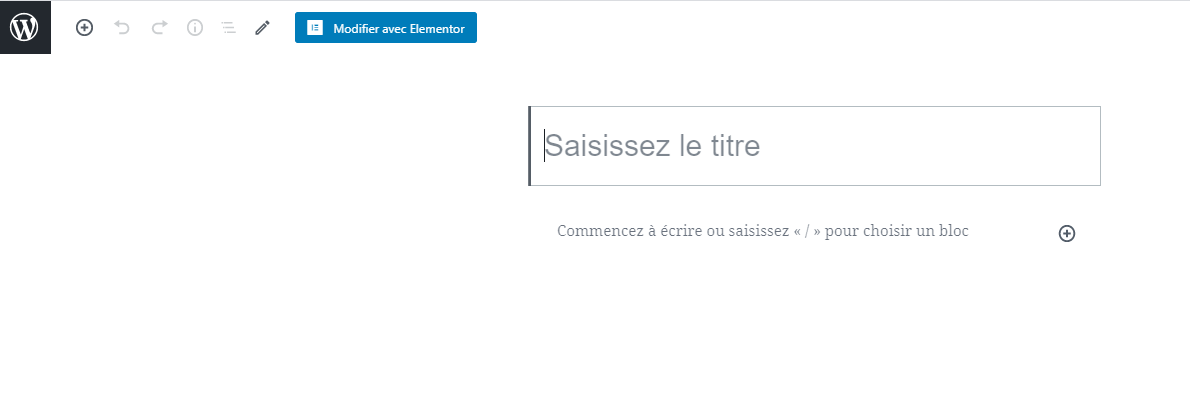 Modifier avec Elementor
Saisissez le titre
Commencez à écrire ou saisissez « / » pour choisir un bloc